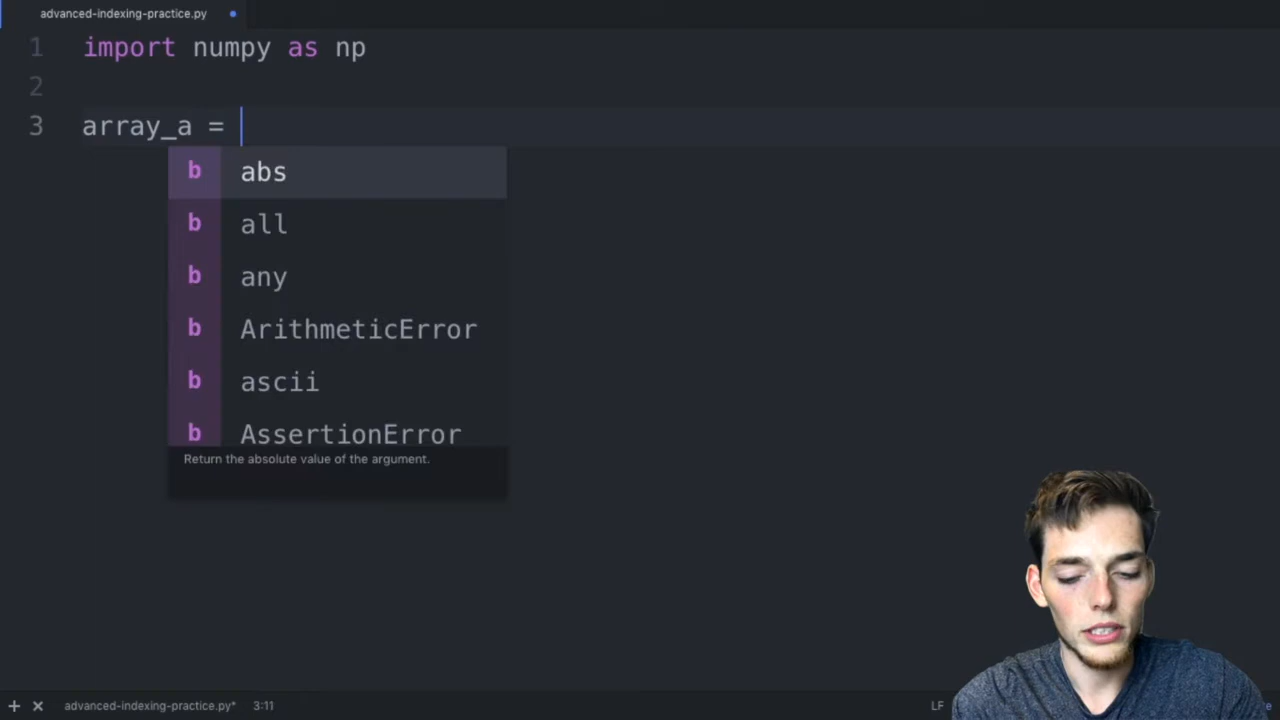 advanced-indexing-practice.py
1 import numpy as np
2
3 array_a =
b abs
b all
b any
b ArithmeticError
b ascii
b AssertionError
Return the absolute value of the argument.
+ × advanced-indexing-practice.py* 3:11 LF